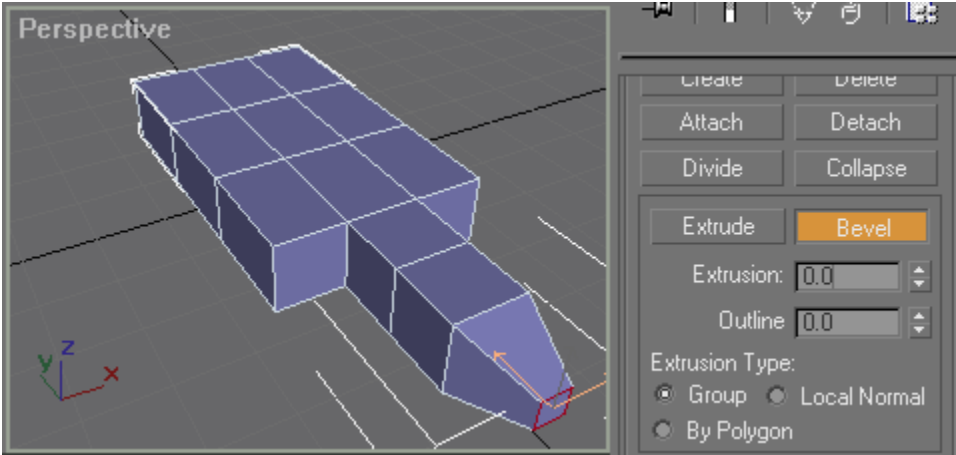 Perspective
Create Delete
Attach Detach
Divide Collapse
Extrude Bevel
Extrusion: 0.0
Outline 0.0
Extrusion Type:
Group Local Normal
By Polygon
z
y
x